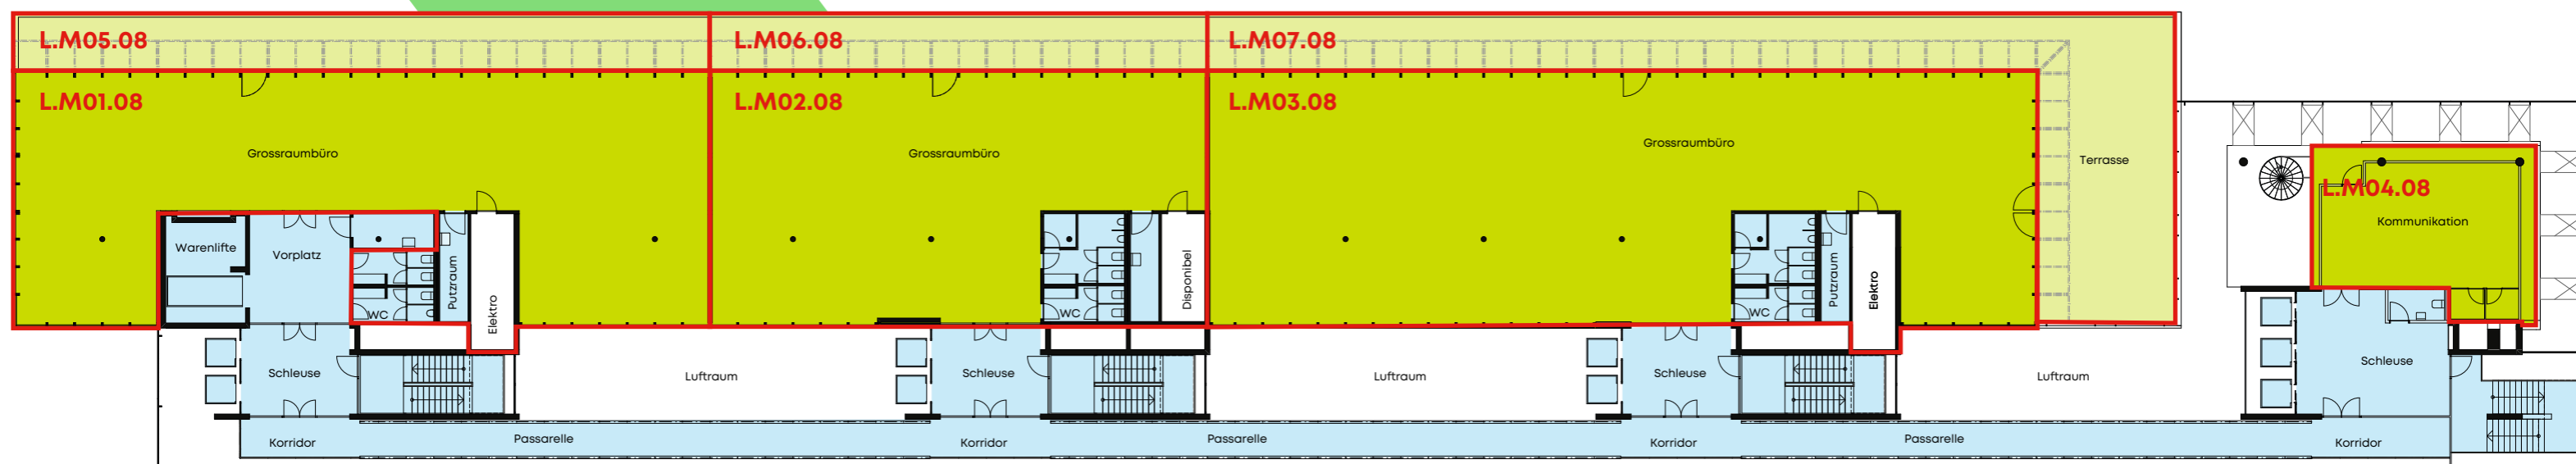 L.M05.08
L.M06.08
L.M07.08
L.M01.08
L.M02.08
L.M03.08
Grossraumbüro
Grossraumbüro
Grossraumbüro
Terrasse
L.M04.08
Kommunikation
Warenlifte
Vorplatz
Putzraum
Elektro
WC
Disponibel
WC
Putzraum
Elektro
WC
Schleuse
Luftraum
Schleuse
Luftraum
Schleuse
Luftraum
Schleuse
Korridor
Passarelle
Korridor
Passarelle
Korridor
Passarelle
Korridor